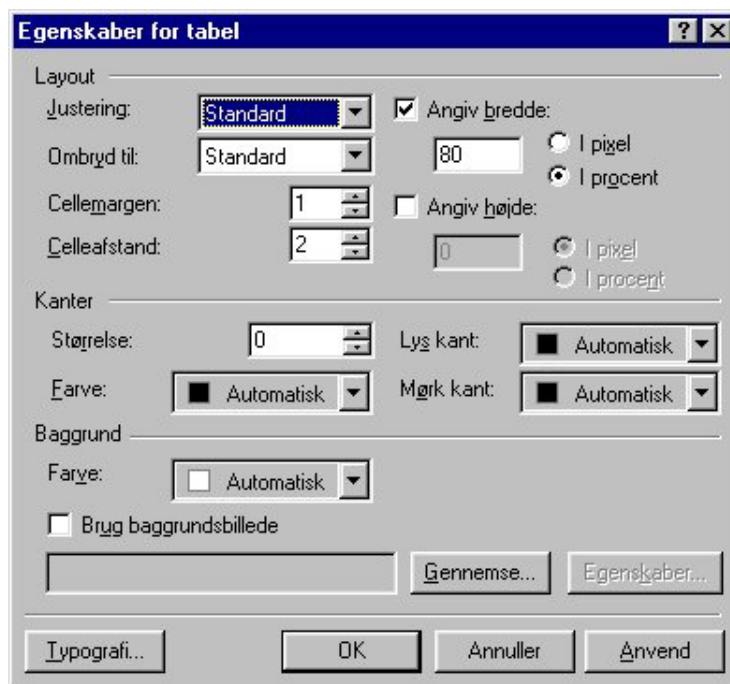 Egenskaber for tabel
Layout
Justering: Standard
Angiv bredde:
Ombryd til: Standard
80
I pixel
I procent
Cellemargen: 1
Angiv højde:
Celleafstand: 2
0
I pixel
I procent
Kanter
Størrelse: 0
Lys kant: Automatisk
Farve: Automatisk
Mørk kant: Automatisk
Baggrund
Farve: Automatisk
Brug baggrundsbillede
Gennemse... Egenskaber...
Typografi... OK Annuller Anvend